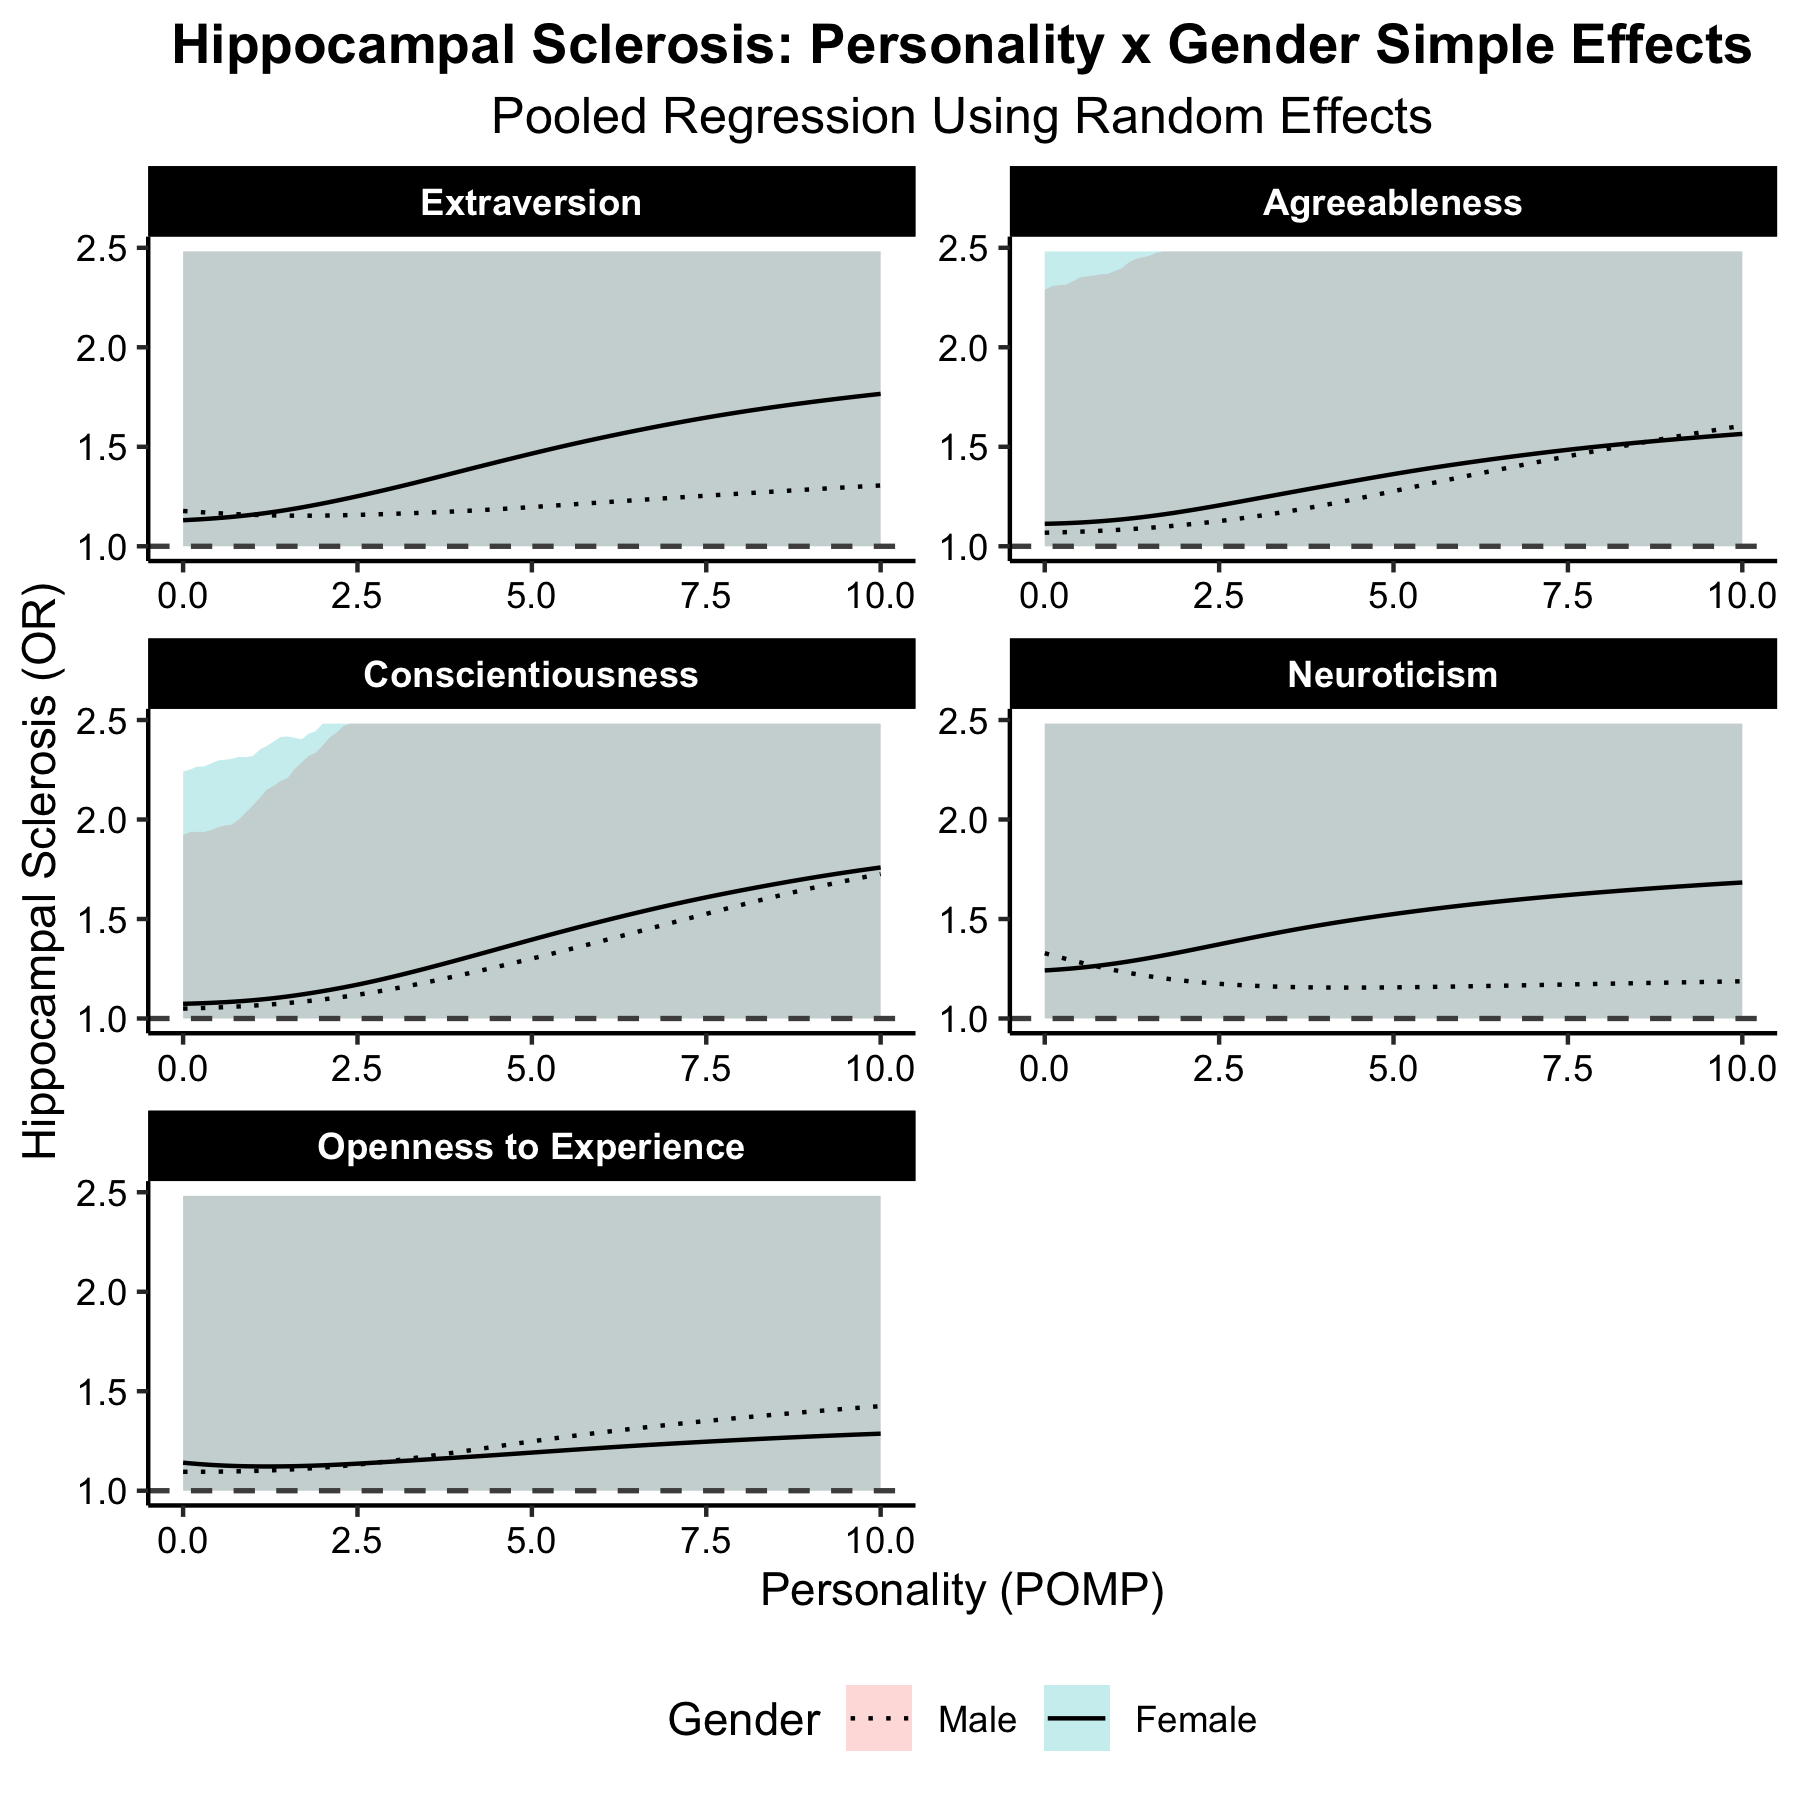 Hippocampal Sclerosis: Personality x Gender Simple Effects
Pooled Regression Using Random Effects
Hippocampal Sclerosis (OR)
Extraversion
2.5
2.0
1.5
1.0
0.0 2.5 5.0 7.5 10.0
Agreeableness
2.5
2.0
1.5
1.0
0.0 2.5 5.0 7.5 10.0
Conscientiousness
2.5
2.0
1.5
1.0
0.0 2.5 5.0 7.5 10.0
Neuroticism
2.5
2.0
1.5
1.0
0.0 2.5 5.0 7.5 10.0
Openness to Experience
2.5
2.0
1.5
1.0
0.0 2.5 5.0 7.5 10.0
Personality (POMP)
Gender Male Female